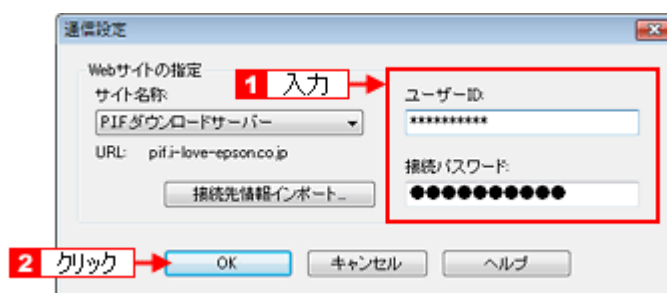 通信設定
Webサイトの指定
サイト名称:
1 入力
ユーザーID:
PIFダウンロードサーバー
**********
URL: pif.i-love-epson.co.jp
接続パスワード:
接続先情報インポート...
●●●●●●●●●●
2 クリック
OK
キャンセル
ヘルプ